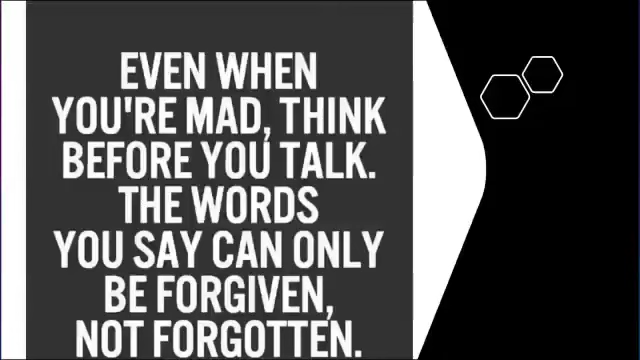 EVEN WHEN
YOU'RE MAD, THINK
BEFORE YOU TALK.
THE WORDS
YOU SAY CAN ONLY
BE FORGIVEN,
NOT FORGOTTEN.